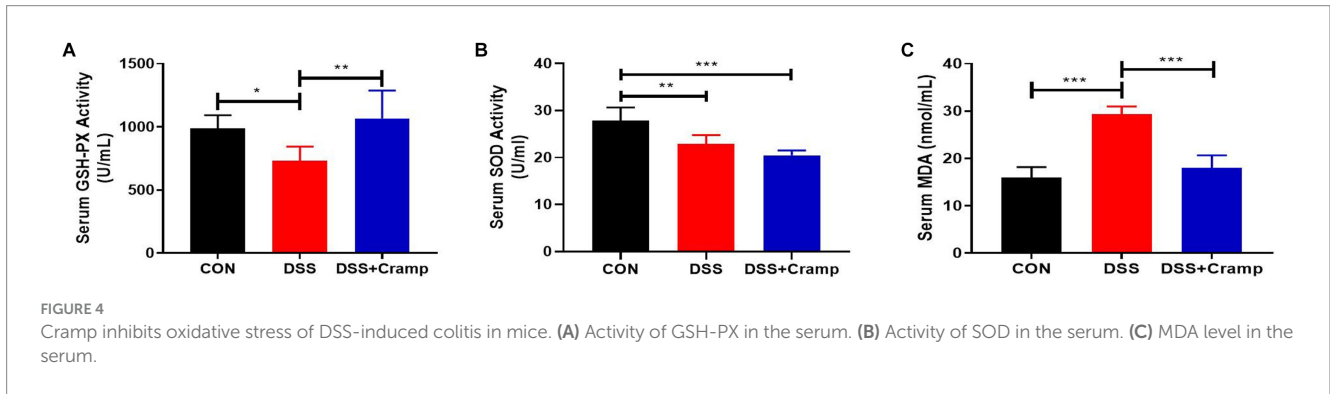 A
Serum GSH-PX Activity
(U/mL)
1500
1000
500
0
*
**
CON DSS DSS+Cramp
B
Serum SOD Activity
(U/ml)
40
30
20
10
0
***
**
CON DSS DSS+Cramp
C
Serum MDA (nmol/mL)
40
30
20
10
0
***
***
CON DSS DSS+Cramp
FIGURE 4
Cramp inhibits oxidative stress of DSS-induced colitis in mice. (A) Activity of GSH-PX in the serum. (B) Activity of SOD in the serum. (C) MDA level in the
serum.